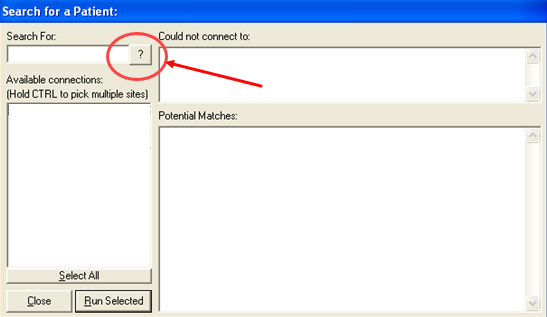 Search for a Patient:
Search For:
?
Available connections:
(Hold CTRL to pick multiple sites)
Select All
Close
Run Selected
Could not connect to:
Potential Matches: